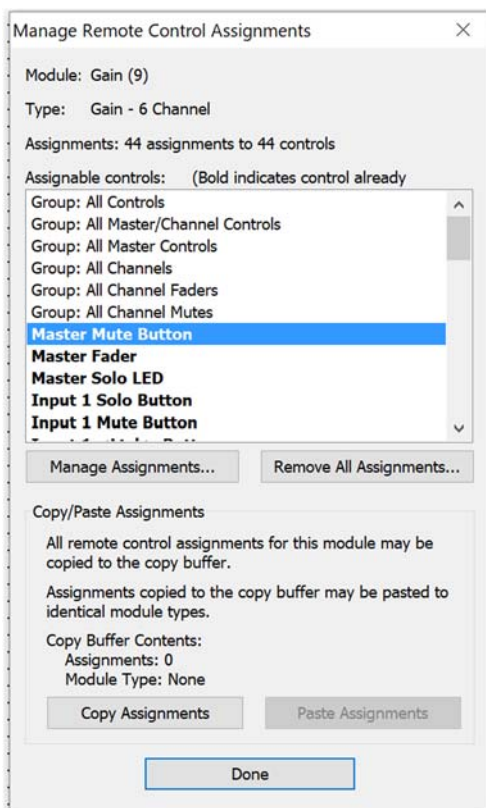 Manage Remote Control Assignments
Module: Gain (9)
Type: Gain - 6 Channel
Assignments: 44 assignments to 44 controls
Assignable controls: (Bold indicates control already
Group: All Controls
Group: All Master/Channel Controls
Group: All Master Controls
Group: All Channels
Group: All Channel Faders
Group: All Channel Mutes
Master Mute Button
Master Fader
Master Solo LED
Input 1 Solo Button
Input 1 Mute Button
Manage Assignments... Remove All Assignments...
Copy/Paste Assignments
All remote control assignments for this module may be
copied to the copy buffer.
Assignments copied to the copy buffer may be pasted to
identical module types.
Copy Buffer Contents:
Assignments: 0
Module Type: None
Copy Assignments Paste Assignments
Done